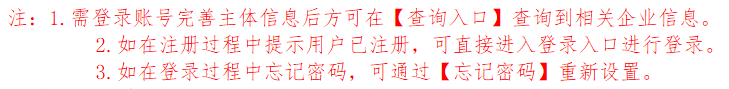 注：1.需登录账号完善主体信息后方可在【查询入口】查询到相关企业信息。
2.如在注册过程中提示用户已注册，可直接进入登录入口进行登录。
3.如在登录过程中忘记密码，可通过【忘记密码】重新设置。